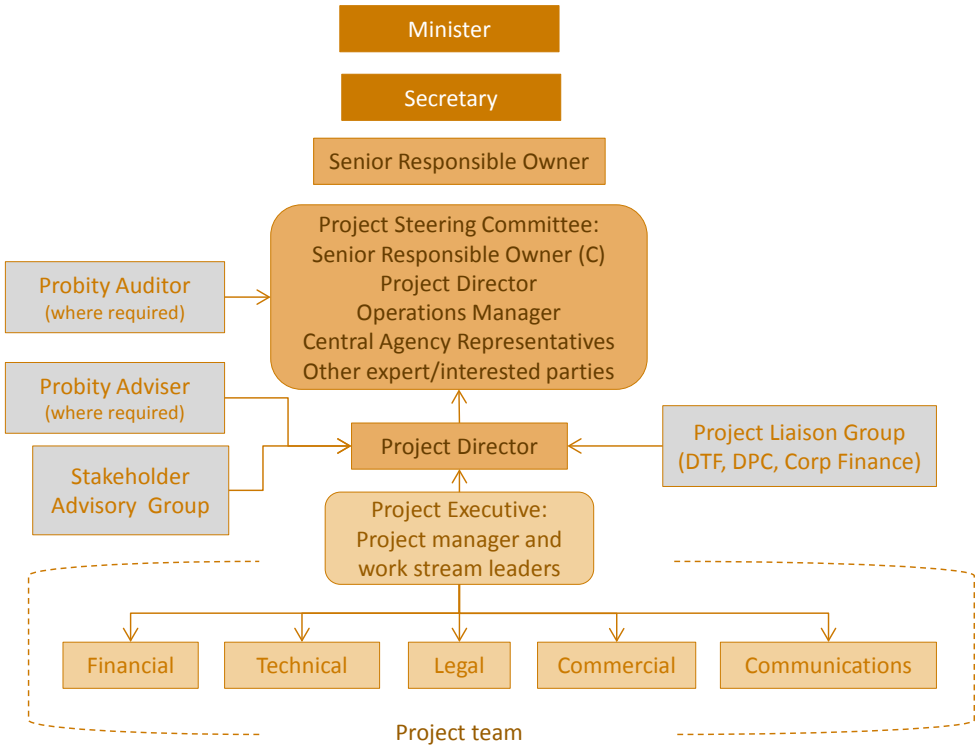 Minister
Secretary
Senior Responsible Owner
Project Steering Committee:
Senior Responsible Owner (C)
Project Director
Operations Manager
Central Agency Representatives
Other expert/interested parties
Probity Auditor
(where required)
Probity Adviser
(where required)
Stakeholder
Advisory Group
Project Director
Project Liaison Group
(DTF, DPC, Corp Finance)
Project Executive:
Project manager and
work stream leaders
Financial
Technical
Legal
Commercial
Communications
Project team